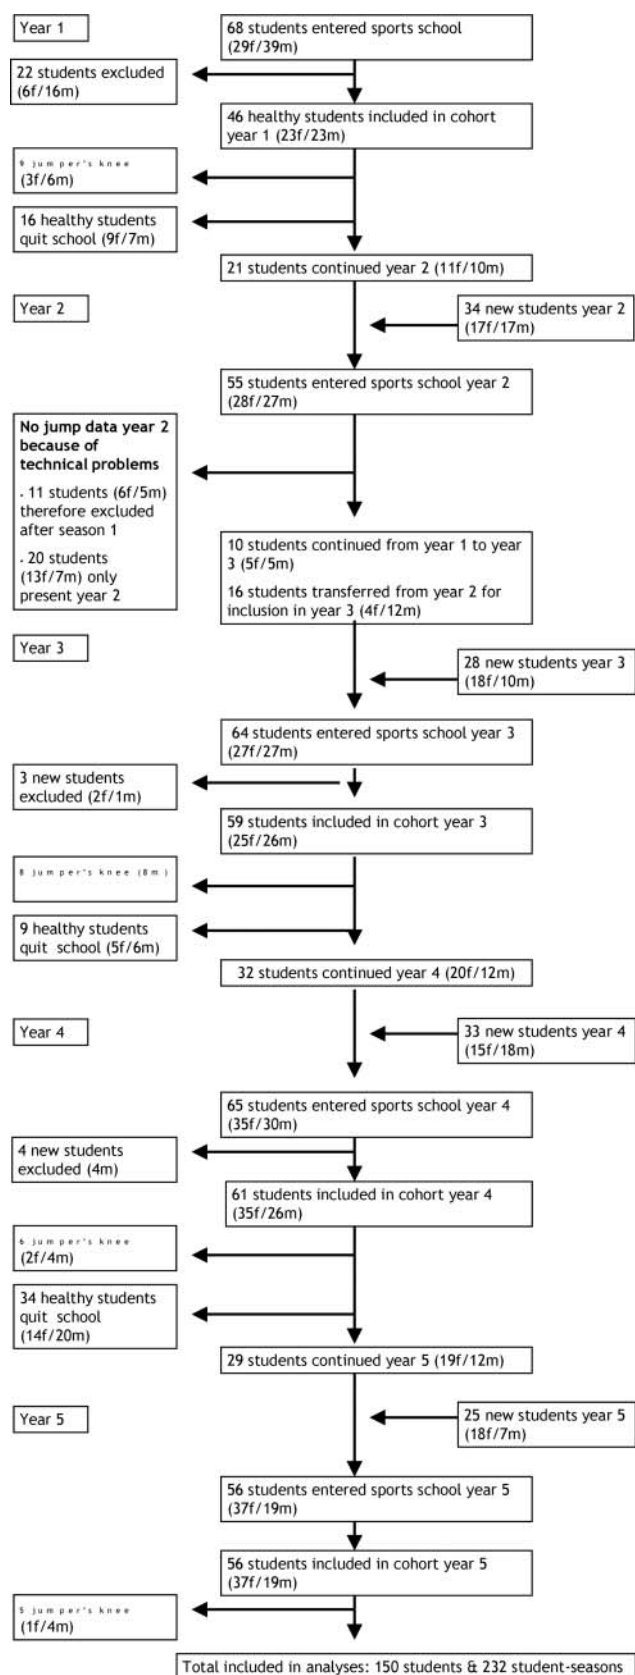 Year 1
68 students entered sports school
(29f/39m)
22 students excluded
(6f/16m)
46 healthy students included in cohort
year 1 (23f/23m)
9 jumper's knee
(3f/6m)
16 healthy students
quit school (9f/7m)
21 students continued year 2 (11f/10m)
Year 2
34 new students year 2
(17f/17m)
55 students entered sports school year 2
(28f/27m)
No jump data year 2
because of
technical problems
. 11 students (6f/5m)
therefore excluded
after season 1
. 20 students
(13f/7m) only
present year 2
10 students continued from year 1 to year
3 (5f/5m)
16 students transferred from year 2 for
inclusion in year 3 (4f/12m)
Year 3
28 new students year 3
(18f/10m)
64 students entered sports school year 3
(27f/27m)
3 new students
excluded (2f/1m)
59 students included in cohort year 3
(25f/26m)
8 jumper's knee (8m)
9 healthy students
quit school (5f/6m)
32 students continued year 4 (20f/12m)
Year 4
33 new students year 4
(15f/18m)
65 students entered sports school year 4
(35f/30m)
4 new students
excluded (4m)
61 students included in cohort year 4
(35f/26m)
6 jumper's knee
(2f/4m)
34 healthy students
quit school
(14f/20m)
29 students continued year 5 (19f/12m)
Year 5
25 new students year 5
(18f/7m)
56 students entered sports school year 5
(37f/19m)
56 students included in cohort year 5
(37f/19m)
5 jumper's knee
(1f/4m)
Total included in analyses: 150 students & 232 student-seasons